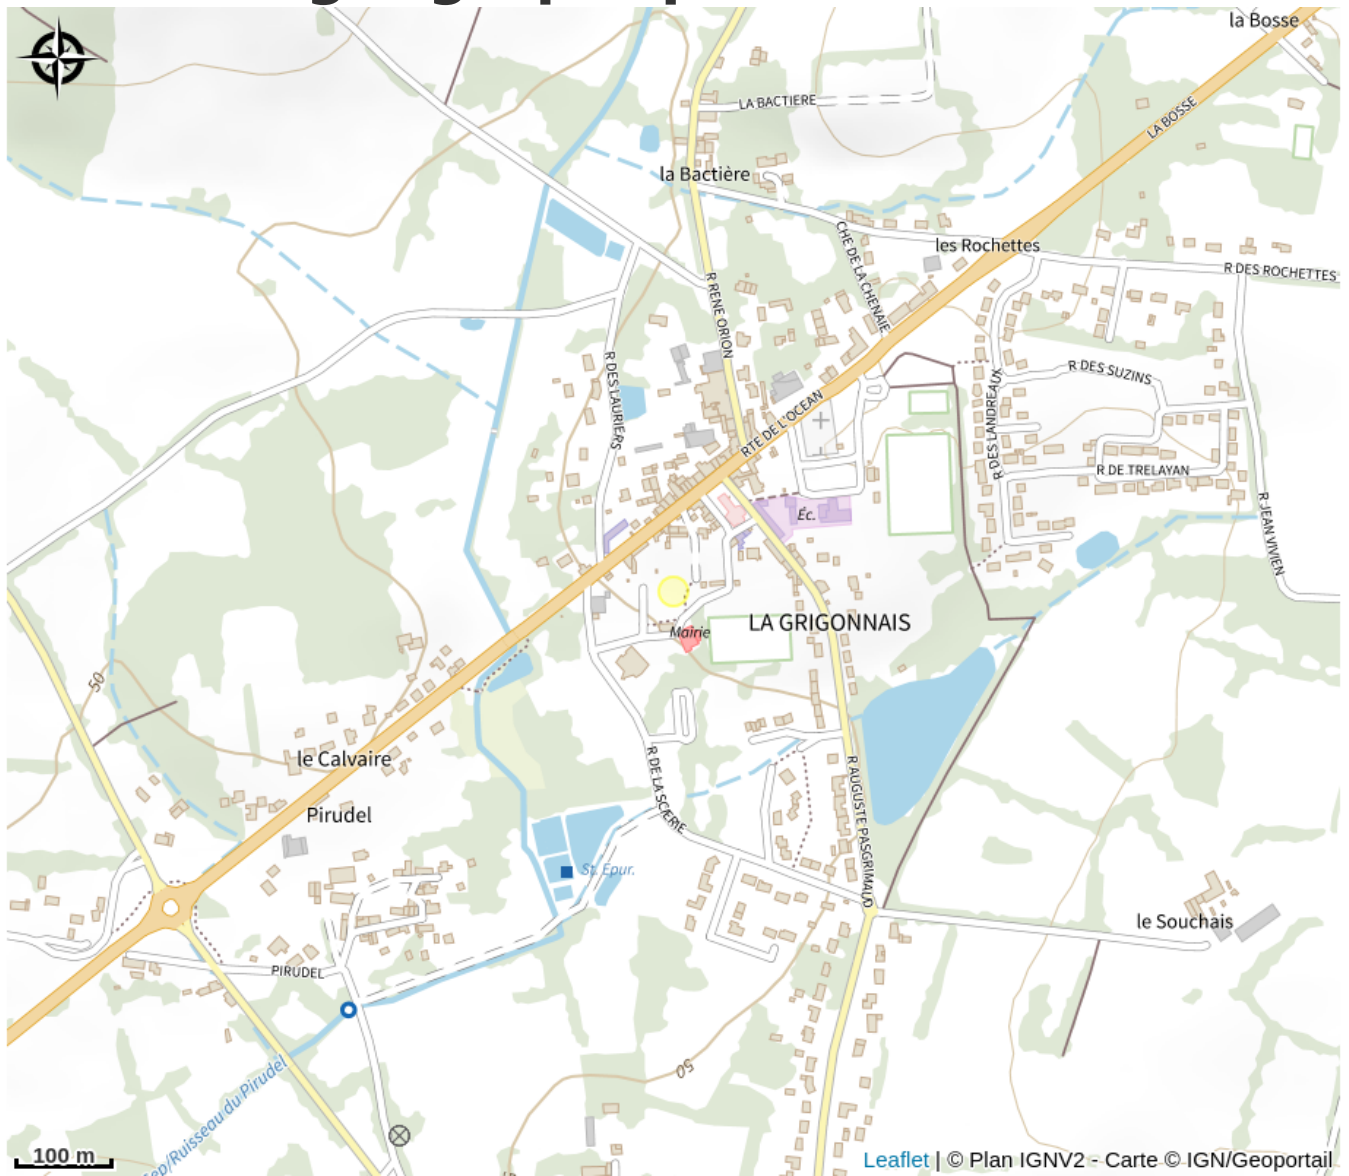 la Bosse
LA BACTIERE
LA BOSSE
la Bactière
CHE DE LA CHENAIE
les Rochettes
R DES ROCHETTES
R RENE ORION
R DES LAURIERS
R DES SUZINS
R DES LANDREAUX
RTE DE L'OCEAN
R DE TRELAYAN
R JEAN VIVIEN
Éc.
LA GRIGONNAIS
Mairie
50
le Calvaire
Pirudel
R DE LA SCIERIE
R AUGUSTE PASGRIMAUD
St. Epur.
le Souchais
PIRUDEL
50
Cep/Ruisseau du Pirudel
100 m
Leaflet | © Plan IGNV2 - Carte © IGN/Geoportail